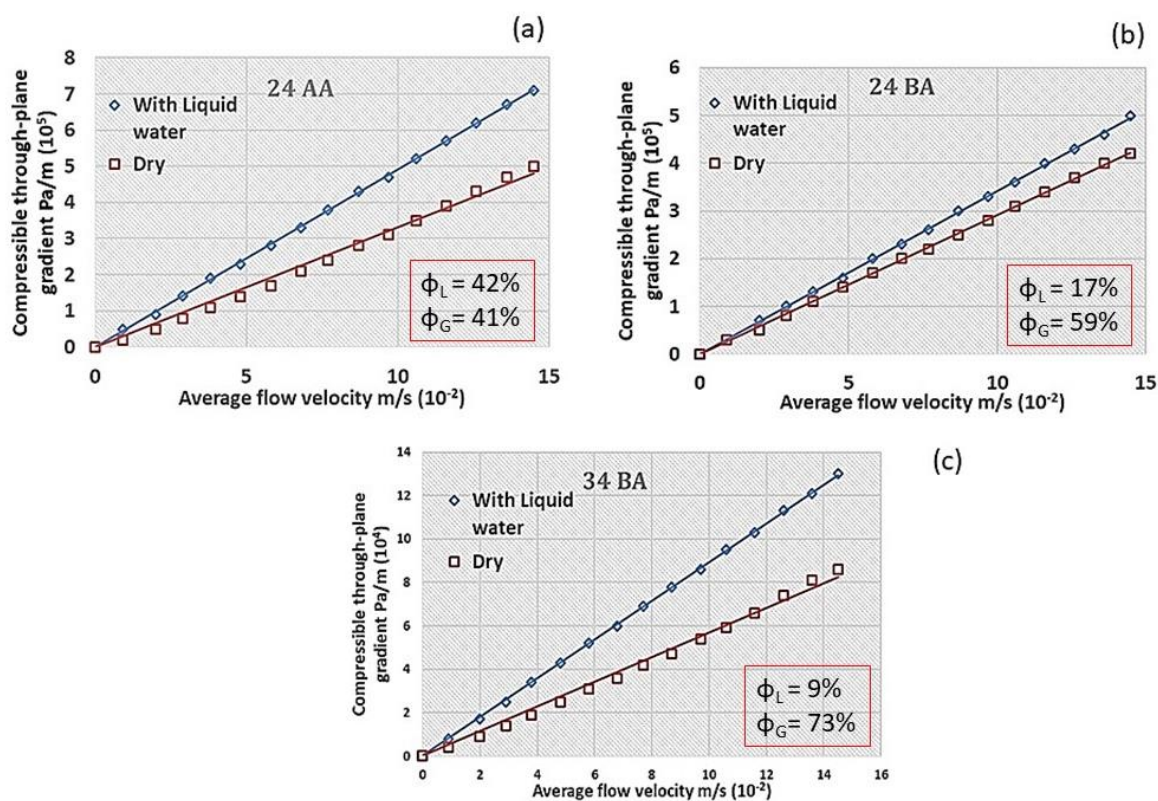 (a)
8
7
6
5
4
3
2
1
0
0
5
10
15
24 AA
With Liquid
water
Dry
ϕL = 42%
ϕG= 41%
Compressible through-plane
gradient Pa/m (10⁵)
Average flow velocity m/s (10⁻²)
(b)
6
5
4
3
2
1
0
0
5
10
15
24 BA
With Liquid
water
Dry
ϕL = 17%
ϕG= 59%
Compressible through-plane
gradient Pa/m (10⁵)
Average flow velocity m/s (10⁻²)
(c)
14
12
10
8
6
4
2
0
0
2
4
6
8
10
12
14
16
34 BA
With Liquid
water
Dry
ϕL = 9%
ϕG= 73%
Compressible through-plane
gradient Pa/m (10⁴)
Average flow velocity m/s (10⁻²)